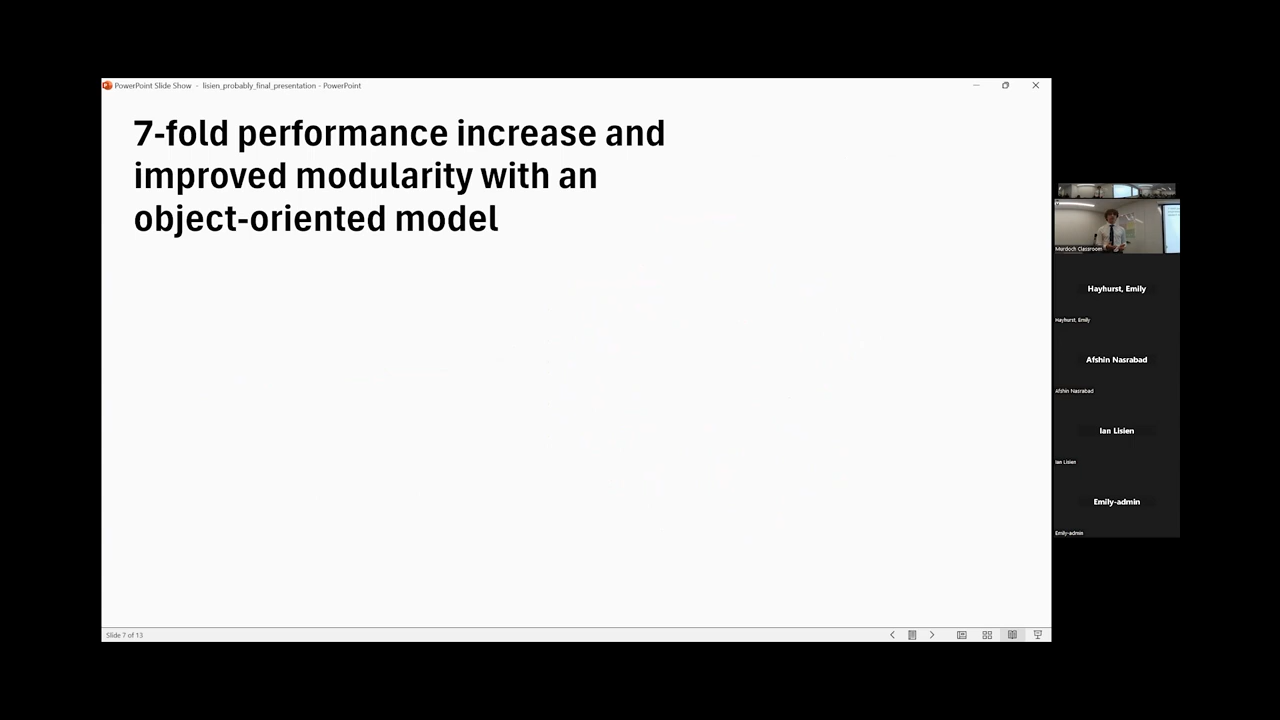 PowerPoint Slide Show - lisien_probably_final_presentation - PowerPoint
7-fold performance increase and
improved modularity with an
object-oriented model
Slide 7 of 13
Murdoch Classroom
Hayhurst, Emily
Hayhurst, Emily
Afshin Nasrabad
Afshin Nasrabad
Ian Lisien
Ian Lisien
Emily-admin
Emily-admin